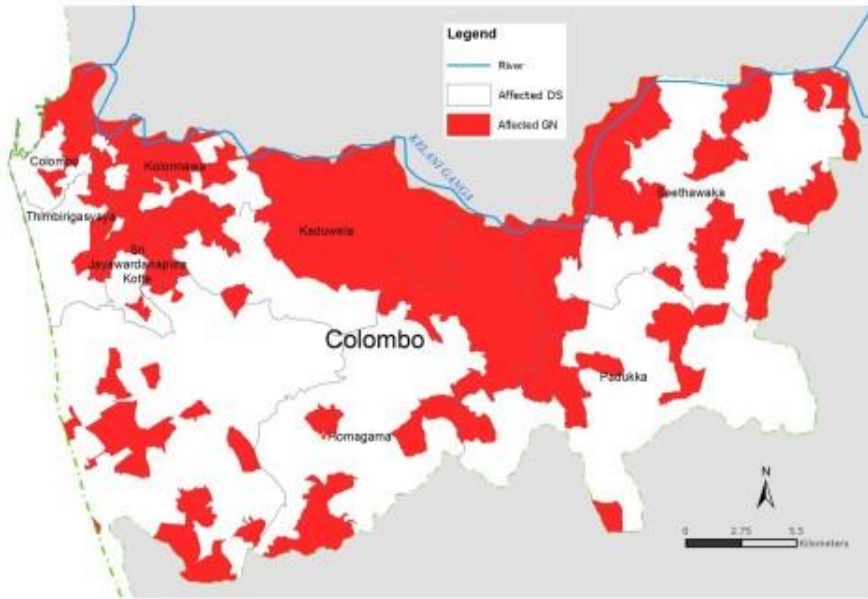 Legend
River
Affected DS
Affected GN
KELANI GANGA
Colombo
Kolonnawa
Seethawaka
Thimbirigasyaya
Kaduwela
Sri
Jayawardanapura
Kotte
Colombo
Padukka
Homagama
N
0 2.75 5.5
Kilometers